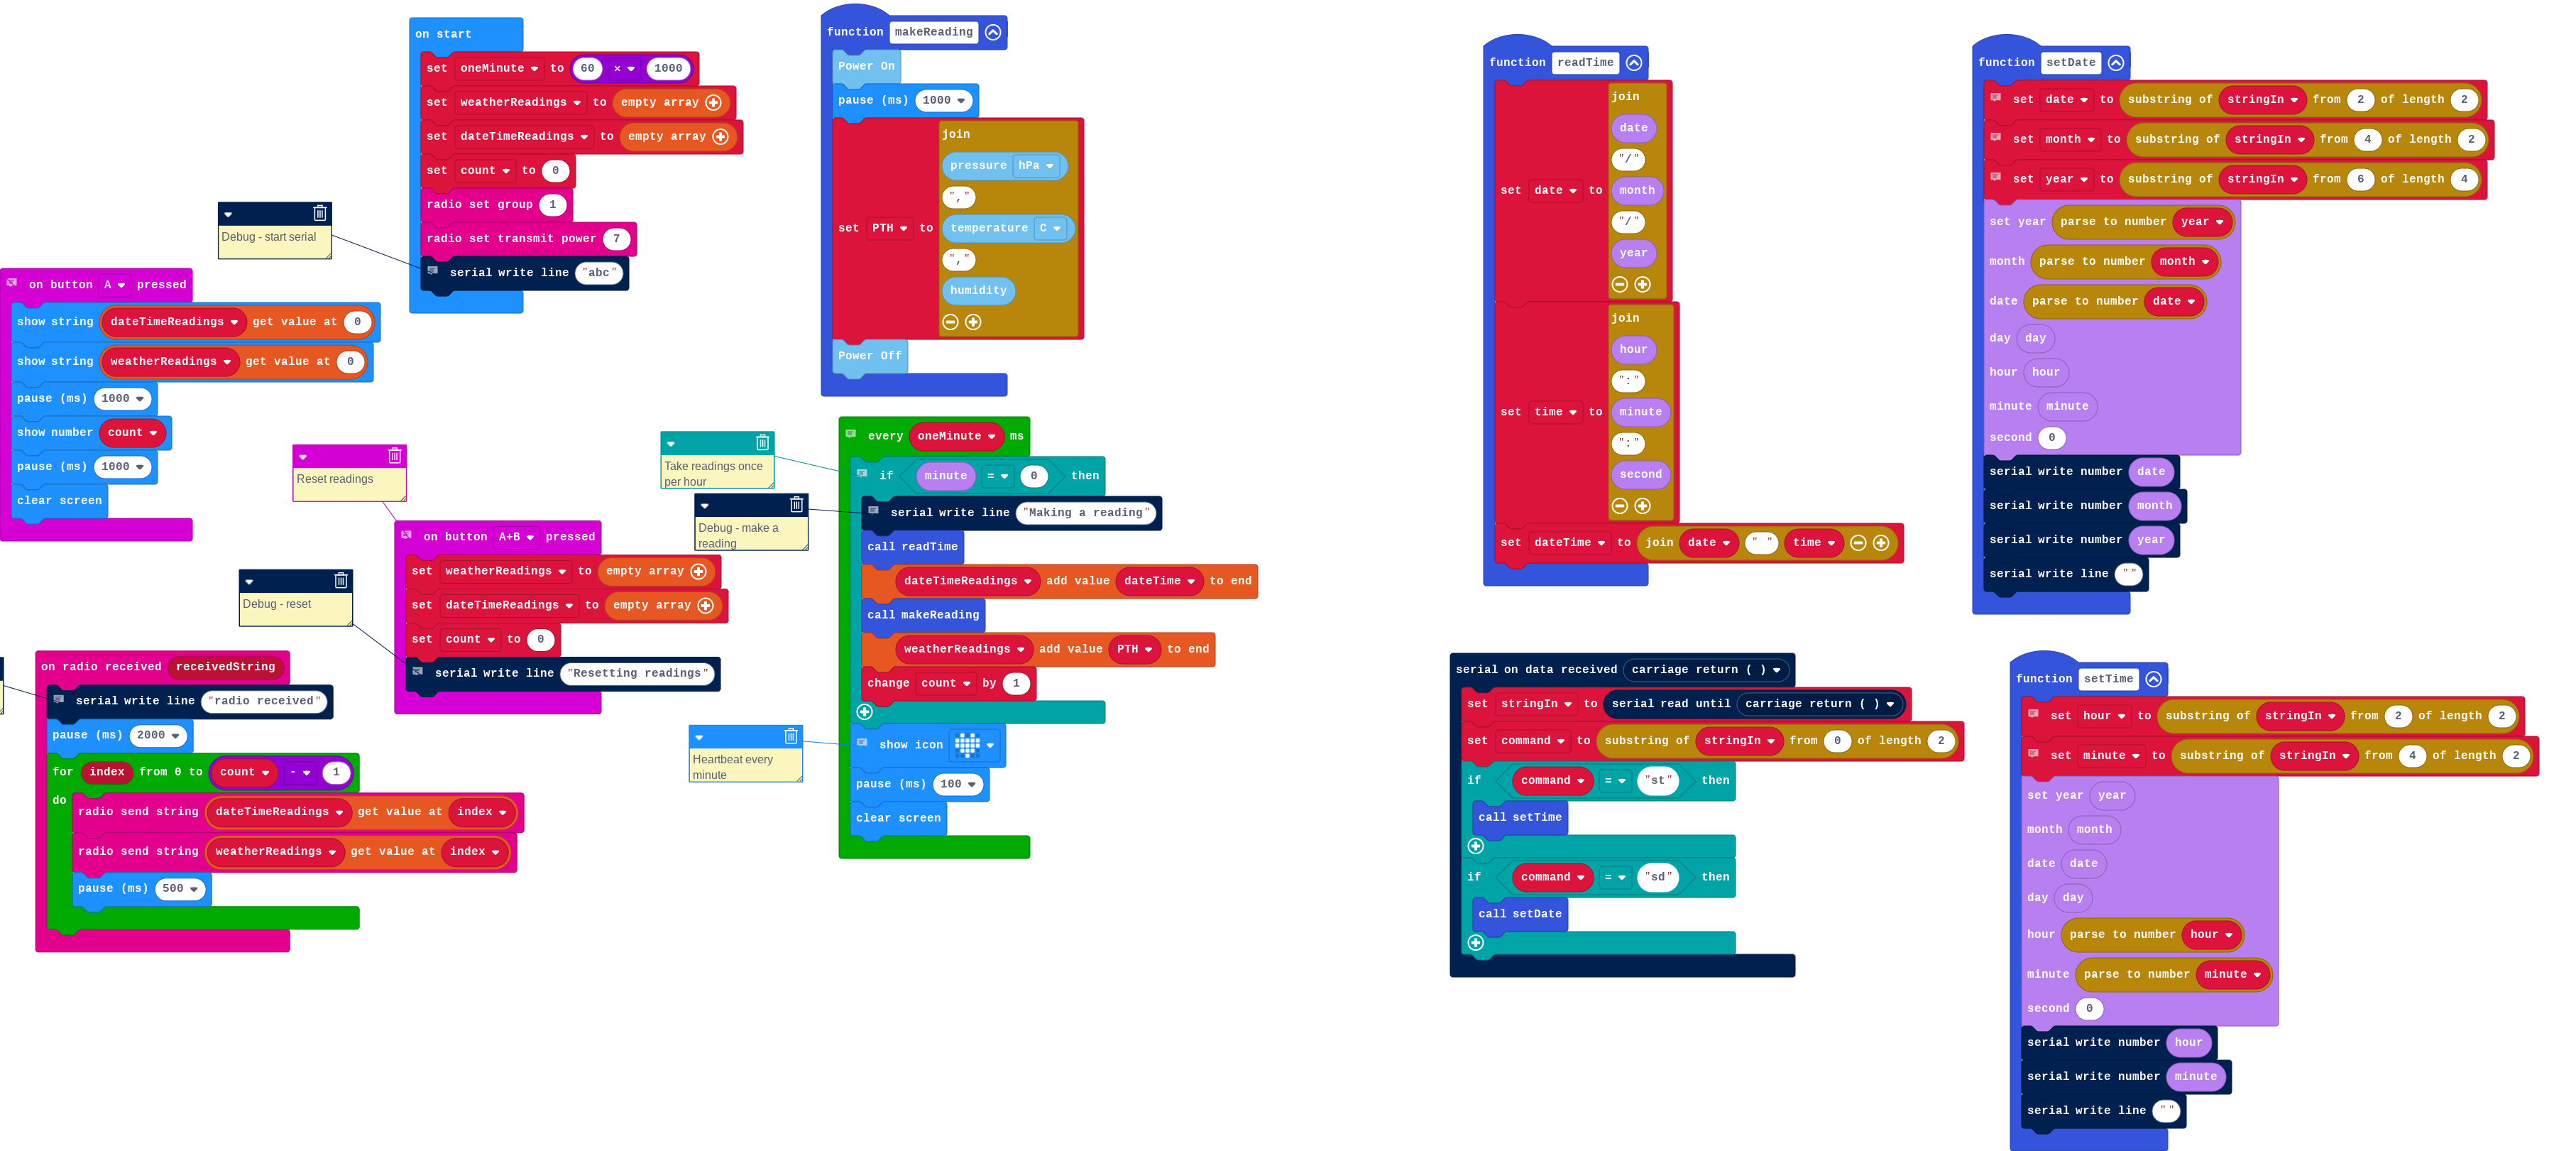 on start
set oneMinute to 60 × 1000
set weatherReadings to empty array
set dateTimeReadings to empty array
set count to 0
radio set group 1
radio set transmit power 7
serial write line "abc"
Debug - start serial
on button A pressed
show string dateTimeReadings get value at 0
show string weatherReadings get value at 0
pause (ms) 1000
show number count
pause (ms) 1000
clear screen
Reset readings
on button A+B pressed
set weatherReadings to empty array
set dateTimeReadings to empty array
set count to 0
serial write line "Resetting readings"
Debug - reset
on radio received receivedString
serial write line "radio received"
pause (ms) 2000
for index from 0 to count - 1
do
radio send string dateTimeReadings get value at index
radio send string weatherReadings get value at index
pause (ms) 500
function makeReading
Power On
pause (ms) 1000
set PTH to
join
pressure hPa
","
temperature C
","
humidity
Power Off
every oneMinute ms
Take readings once
per hour
if minute = 0 then
Debug - make a
reading
serial write line "Making a reading"
call readTime
dateTimeReadings add value dateTime to end
call makeReading
weatherReadings add value PTH to end
change count by 1
Heartbeat every
minute
show icon
pause (ms) 100
clear screen
function readTime
set date to
join
date
"/"
month
"/"
year
set time to
join
hour
":"
minute
":"
second
set dateTime to join date " " time
serial on data received carriage return ( )
set stringIn to serial read until carriage return ( )
set command to substring of stringIn from 0 of length 2
if command = "st" then
call setTime
if command = "sd" then
call setDate
function setDate
set date to substring of stringIn from 2 of length 2
set month to substring of stringIn from 4 of length 2
set year to substring of stringIn from 6 of length 4
set year parse to number year
month parse to number month
date parse to number date
day day
hour hour
minute minute
second 0
serial write number date
serial write number month
serial write number year
serial write line " "
function setTime
set hour to substring of stringIn from 2 of length 2
set minute to substring of stringIn from 4 of length 2
set year year
month month
date date
day day
hour parse to number hour
minute parse to number minute
second 0
serial write number hour
serial write number minute
serial write line " "